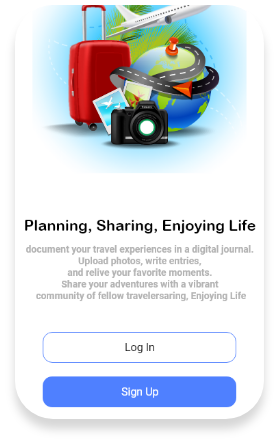 Planning, Sharing, Enjoying Life
document your travel experiences in a digital journal.
Upload photos, write entries,
and relive your favorite moments.
Share your adventures with a vibrant
community of fellow travelersaring, Enjoying Life
Log In
Sign Up